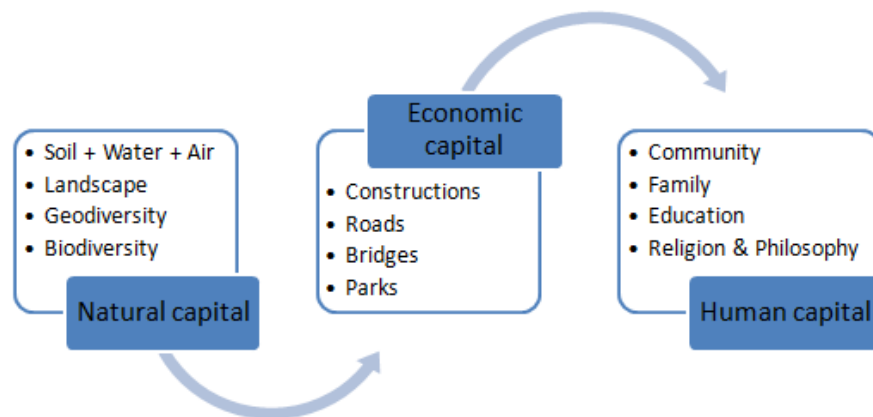 • Soil + Water + Air
• Landscape
• Geodiversity
• Biodiversity
Natural capital
Economic
capital
• Constructions
• Roads
• Bridges
• Parks
• Community
• Family
• Education
• Religion & Philosophy
Human capital